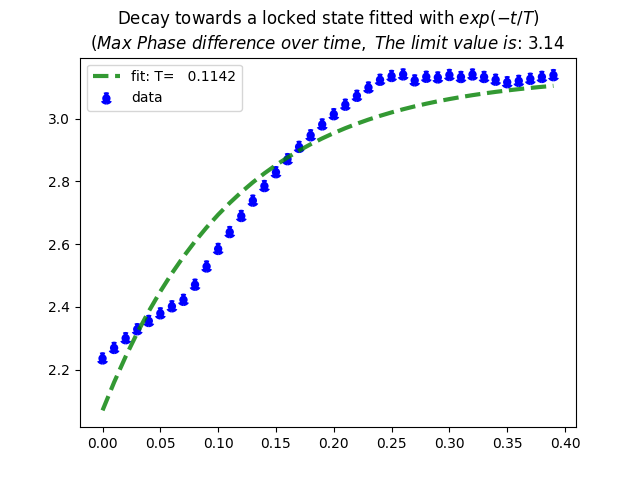 Decay towards a locked state fitted with exp(−t/T)
(Max Phase difference over time, The limit value is: 3.14
fit: T=   0.1142
data
3.0
2.8
2.6
2.4
2.2
0.00 0.05 0.10 0.15 0.20 0.25 0.30 0.35 0.40